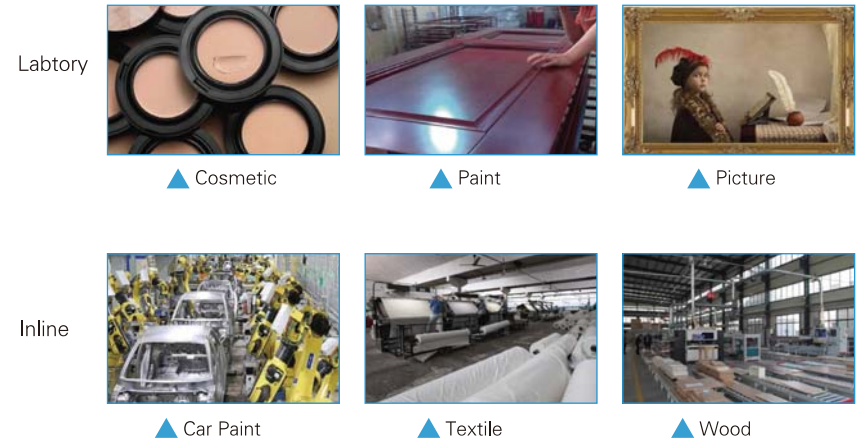 Labtory
Cosmetic
Paint
Picture
Inline
Car Paint
Textile
Wood